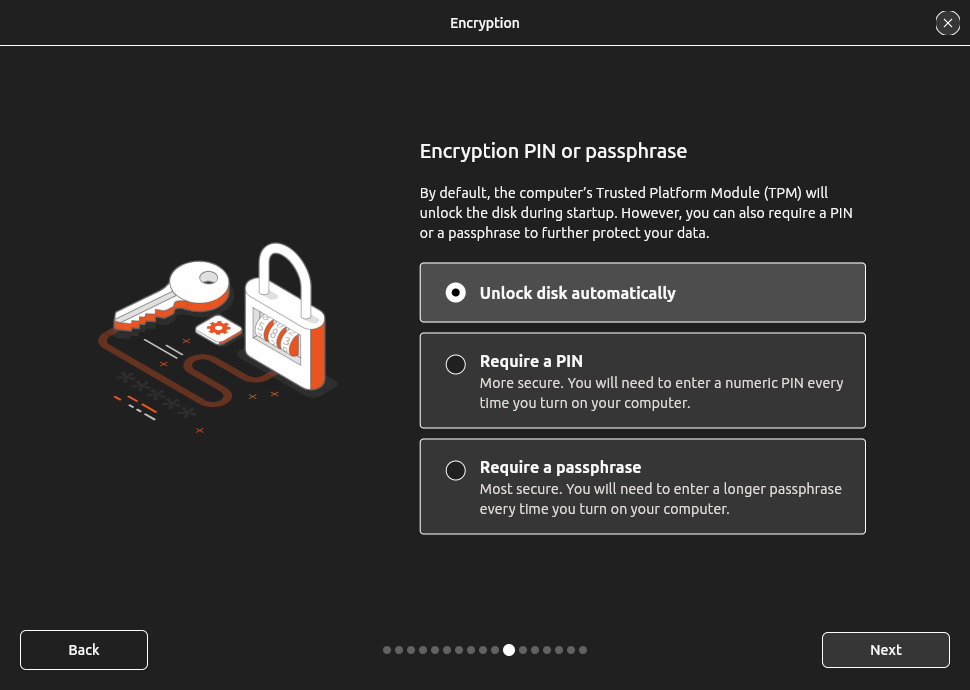 Encryption
Encryption PIN or passphrase
By default, the computer's Trusted Platform Module (TPM) will
unlock the disk during startup. However, you can also require a PIN
or a passphrase to further protect your data.
Unlock disk automatically
Require a PIN
More secure. You will need to enter a numeric PIN every
time you turn on your computer.
Require a passphrase
Most secure. You will need to enter a longer passphrase
every time you turn on your computer.
Back
Next